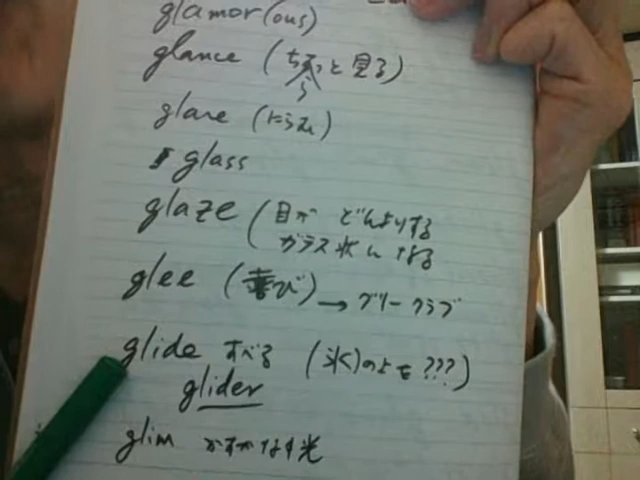 glamor(ous)
glance (ちらっと見る)
glare (にらむ)
glass
glaze (目がどんよりする
ガラス状になる
glee (喜び) → グリークラブ
glide すべる (氷)のよを???)
glider
glim かすかな光